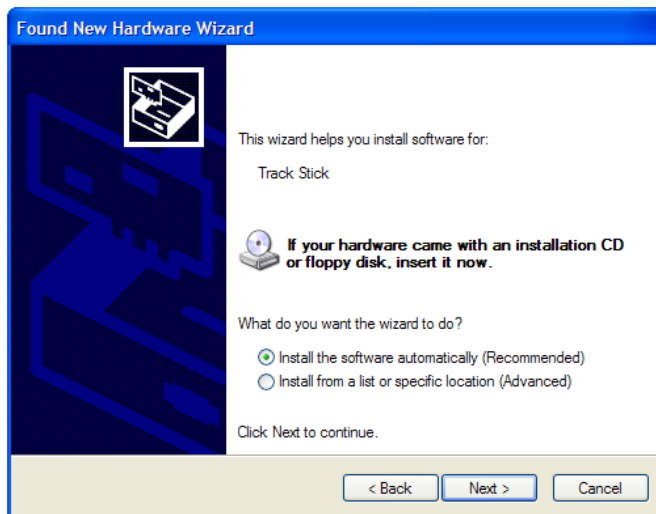 Found New Hardware Wizard
This wizard helps you install software for:
Track Stick
If your hardware came with an installation CD
or floppy disk, insert it now.
What do you want the wizard to do?
Install the software automatically (Recommended)
Install from a list or specific location (Advanced)
Click Next to continue.
< Back Next > Cancel